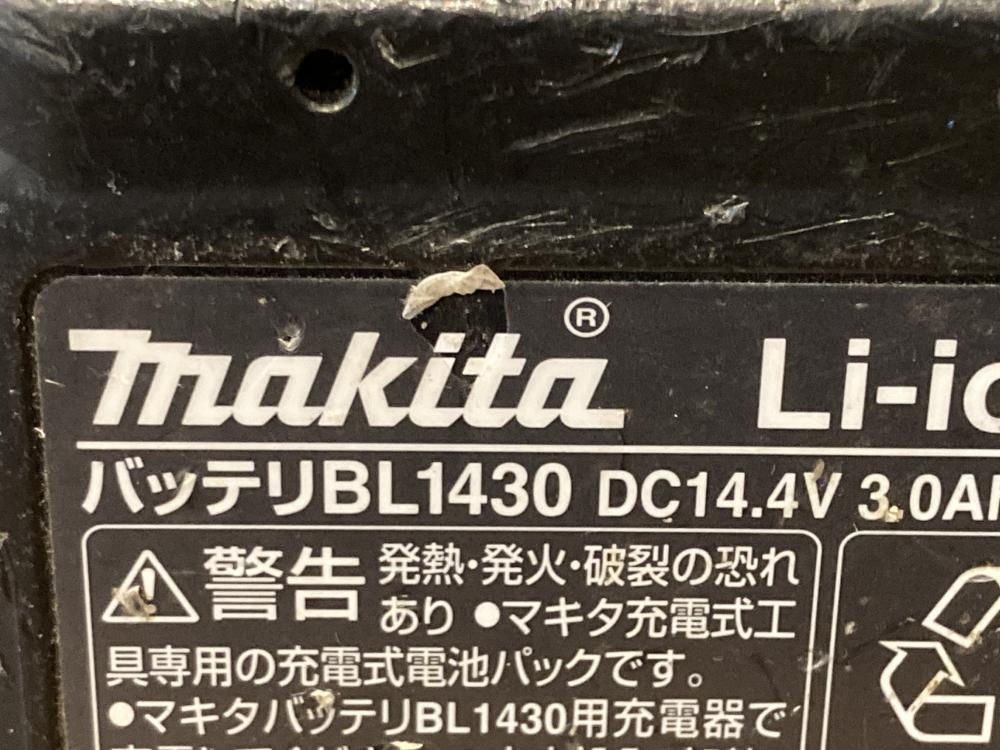 makita® Li-io
バッテリBL1430 DC14.4V 3.0Ah
警告 発熱・発火・破裂の恐れ
あり ●マキタ充電式工
具専用の充電式電池パックです。
●マキタバッテリBL1430用充電器で